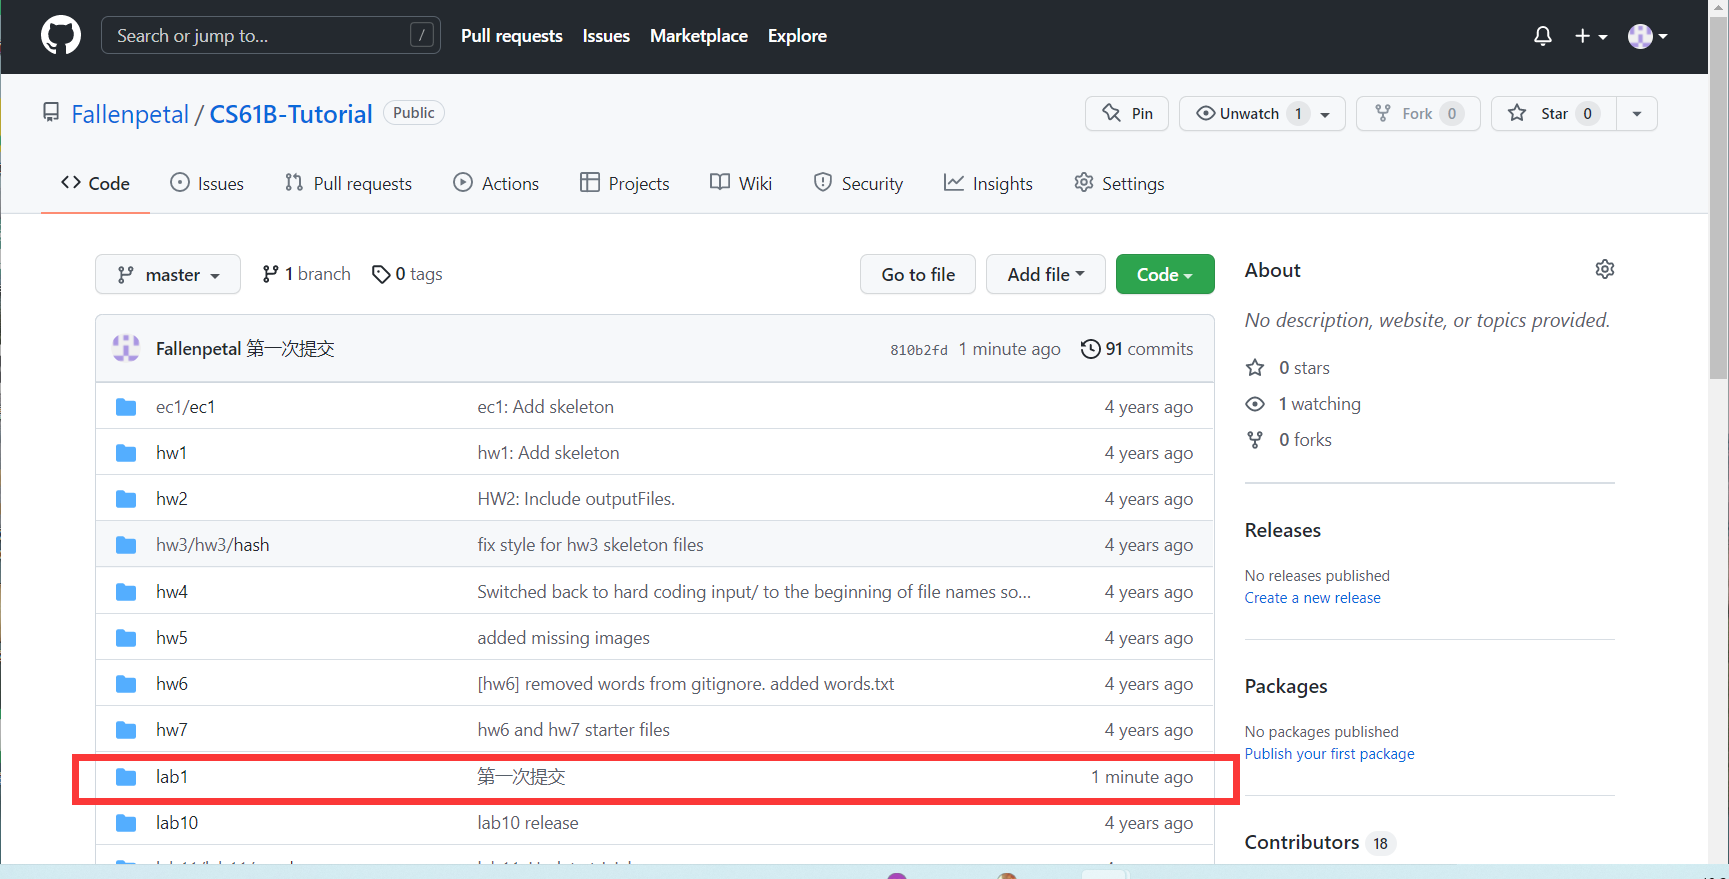 Search or jump to... / Pull requests Issues Marketplace Explore
Fallenpetal / CS61B-Tutorial Public Pin Unwatch 1 Fork 0 Star 0
Code Issues Pull requests Actions Projects Wiki Security Insights Settings
master 1 branch 0 tags Go to file Add file Code
Fallenpetal 第一次提交 810b2fd 1 minute ago 91 commits
ec1/ec1 ec1: Add skeleton 4 years ago
hw1 hw1: Add skeleton 4 years ago
hw2 HW2: Include outputFiles. 4 years ago
hw3/hw3/hash fix style for hw3 skeleton files 4 years ago
hw4 Switched back to hard coding input/ to the beginning of file names so... 4 years ago
hw5 added missing images 4 years ago
hw6 [hw6] removed words from gitignore. added words.txt 4 years ago
hw7 hw6 and hw7 starter files 4 years ago
lab1 第一次提交 1 minute ago
lab10 lab10 release 4 years ago
About
No description, website, or topics provided.
0 stars
1 watching
0 forks
Releases
No releases published
Create a new release
Packages
No packages published
Publish your first package
Contributors 18